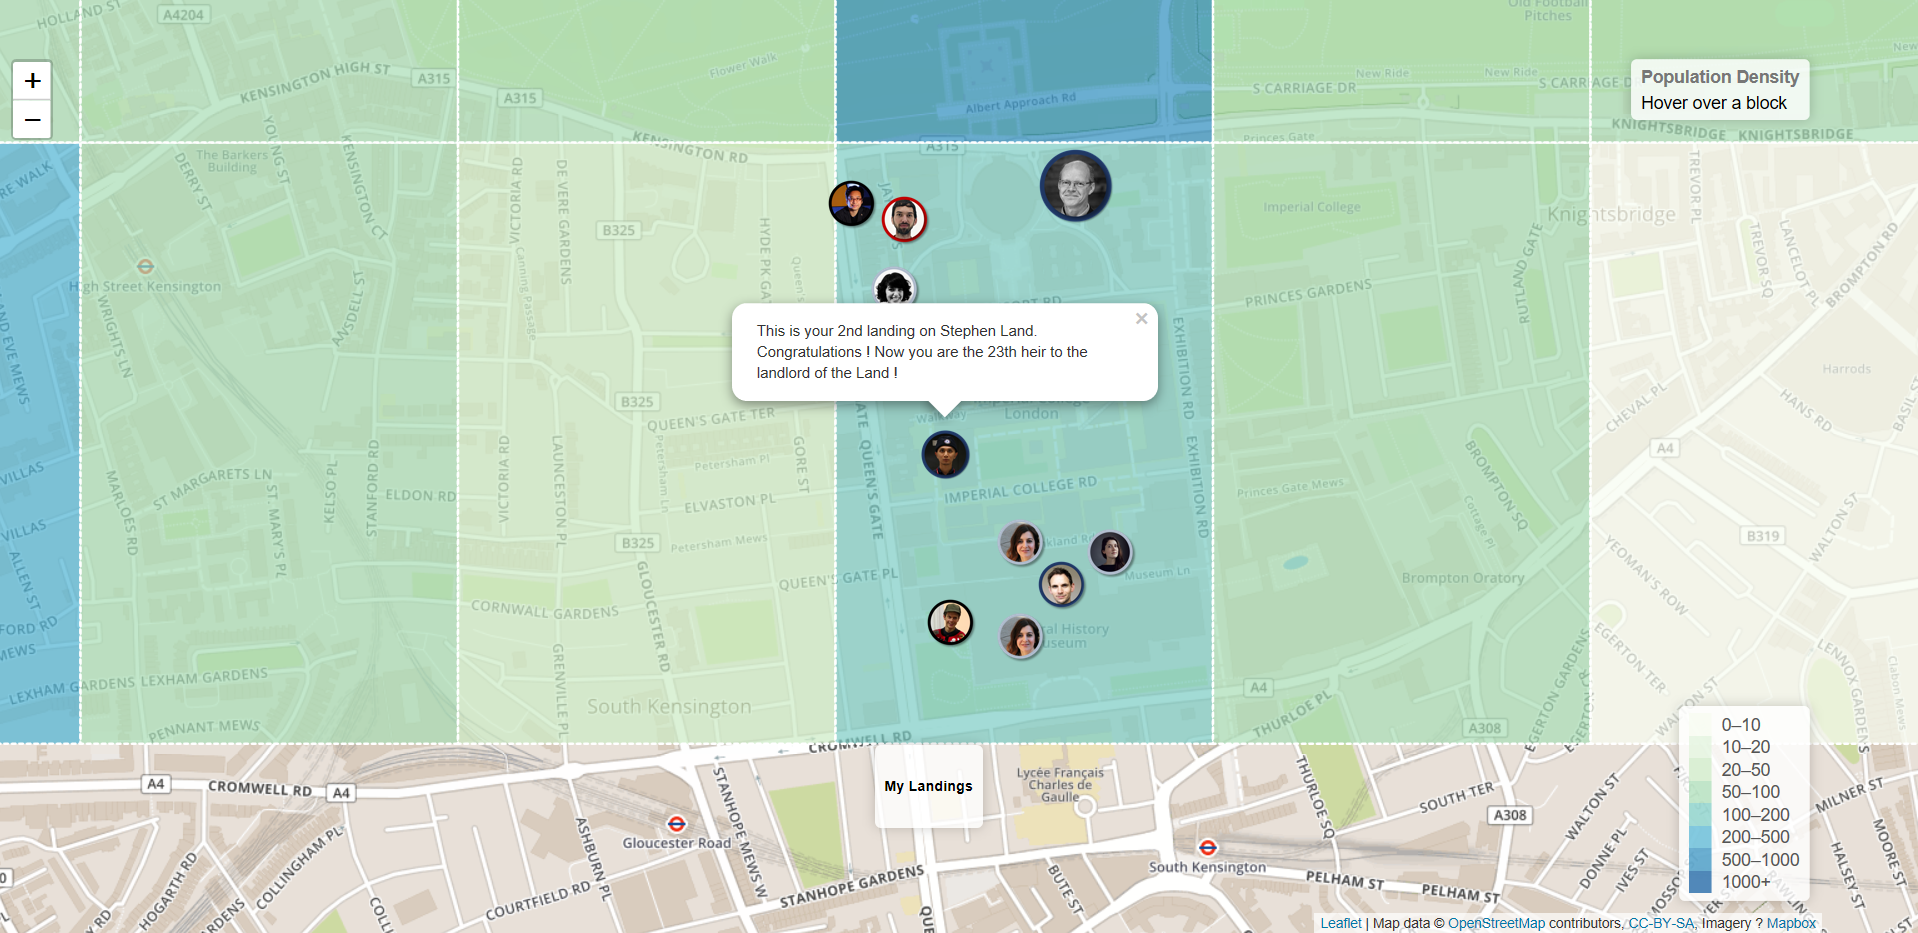 HOLLAND ST
A4204
KENSINGTON HIGH ST
A315
A315
Flower Walk
Albert Approach Rd
Old Football
Pitches
New Ride
New Ride
S CARRIAGE DR
S CARRIAGE D
+
−
Population Density
Hover over a block
KNIGHTSBRIDGE
KNIGHTSBRIDGE
Princes Gate
KENSINGTON RD
A315
The Barkers
Building
DERRY ST
YOUNG ST
KENSINGTON CT
VICTORIA RD
DE VERE GARDENS
Canning Passage
HYDE PK GA
Queen's
B325
Imperial College
Knightsbridge
TREVOR PL
TREVOR SQ
LANCELOT PL
BROMPTON RD
RUTLAND GATE
High Street Kensington
WRIGHTS LN
ANSDELL ST
PRINCES GARDENS
EXHIBITION RD
This is your 2nd landing on Stephen Land.
Congratulations ! Now you are the 23th heir to the
landlord of the Land !
×
Harrods
HANS RD
CHEVAL PL
B325
QUEEN'S GATE TER
London
QUEEN'S GATE
EXHIBITION RD
A4
Petersham Pl
Petersham Ln
GORE ST
ELVASTON PL
ST MARGARETS LN
ELDON RD
MARLOES RD
KELSO PL
STANFORD RD
ST. MARY'S PL
VICTORIA RD
LAUNCESTON PL
IMPERIAL COLLEGE RD
Princes Gate Mews
BROMPTON SQ
Cottage Pl
WALTON ST
VILLAS
VILLAS
ALLEN ST
B325
Petersham Mews
B319
YEOMAN'S ROW
QUEEN'S GATE PL
Museum Ln
Brompton Oratory
CORNWALL GARDENS
GLOUCESTER RD
ral History
useum
EGERTON TER
EGERTON GARDENS
LENNOX GARDENS
Clabon Mews
MEWS
LEXHAM GARDENS
LEXHAM GARDENS
GRENVILLE PL
South Kensington
A4
THURLOE PL
A308
PENNANT MEWS
WALTON ST
CROMWELL RD
0–10
10–20
20–50
50–100
100–200
200–500
500–1000
1000+
My Landings
Lycée Français
Charles de
Gaulle
A4
CROMWELL RD
A4
STANHOPE MEWS W
THURLOE SQ
SOUTH TER
A308
WALTON ST
MILNER ST
MOORE ST
HALSEY ST
Gloucester Road
ASHBURN PL
COLLINGHAM PL
HOGARTH RD
COURTFIELD RD
STANHOPE GARDENS
BUTE ST
South Kensington
PELHAM ST
PELHAM ST
DONNE PL
IVES ST
Leaflet | Map data © OpenStreetMap contributors, CC-BY-SA, Imagery ? Mapbox